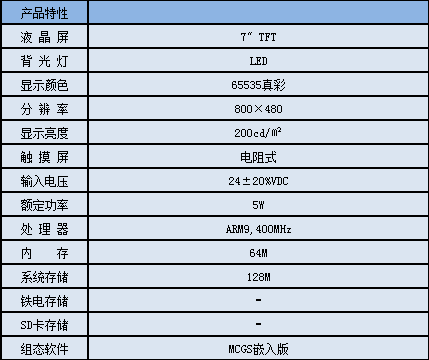 产品特性
液 晶 屏 7″ TFT
背 光 灯 LED
显示颜色 65535真彩
分 辨 率 800×480
显示亮度 200cd/㎡
触 摸 屏 电阻式
输入电压 24±20%VDC
额定功率 5W
处 理 器 ARM9,400MHz
内 存 64M
系统存储 128M
铁电存储 -
SD卡存储 -
组态软件 MCGS嵌入版